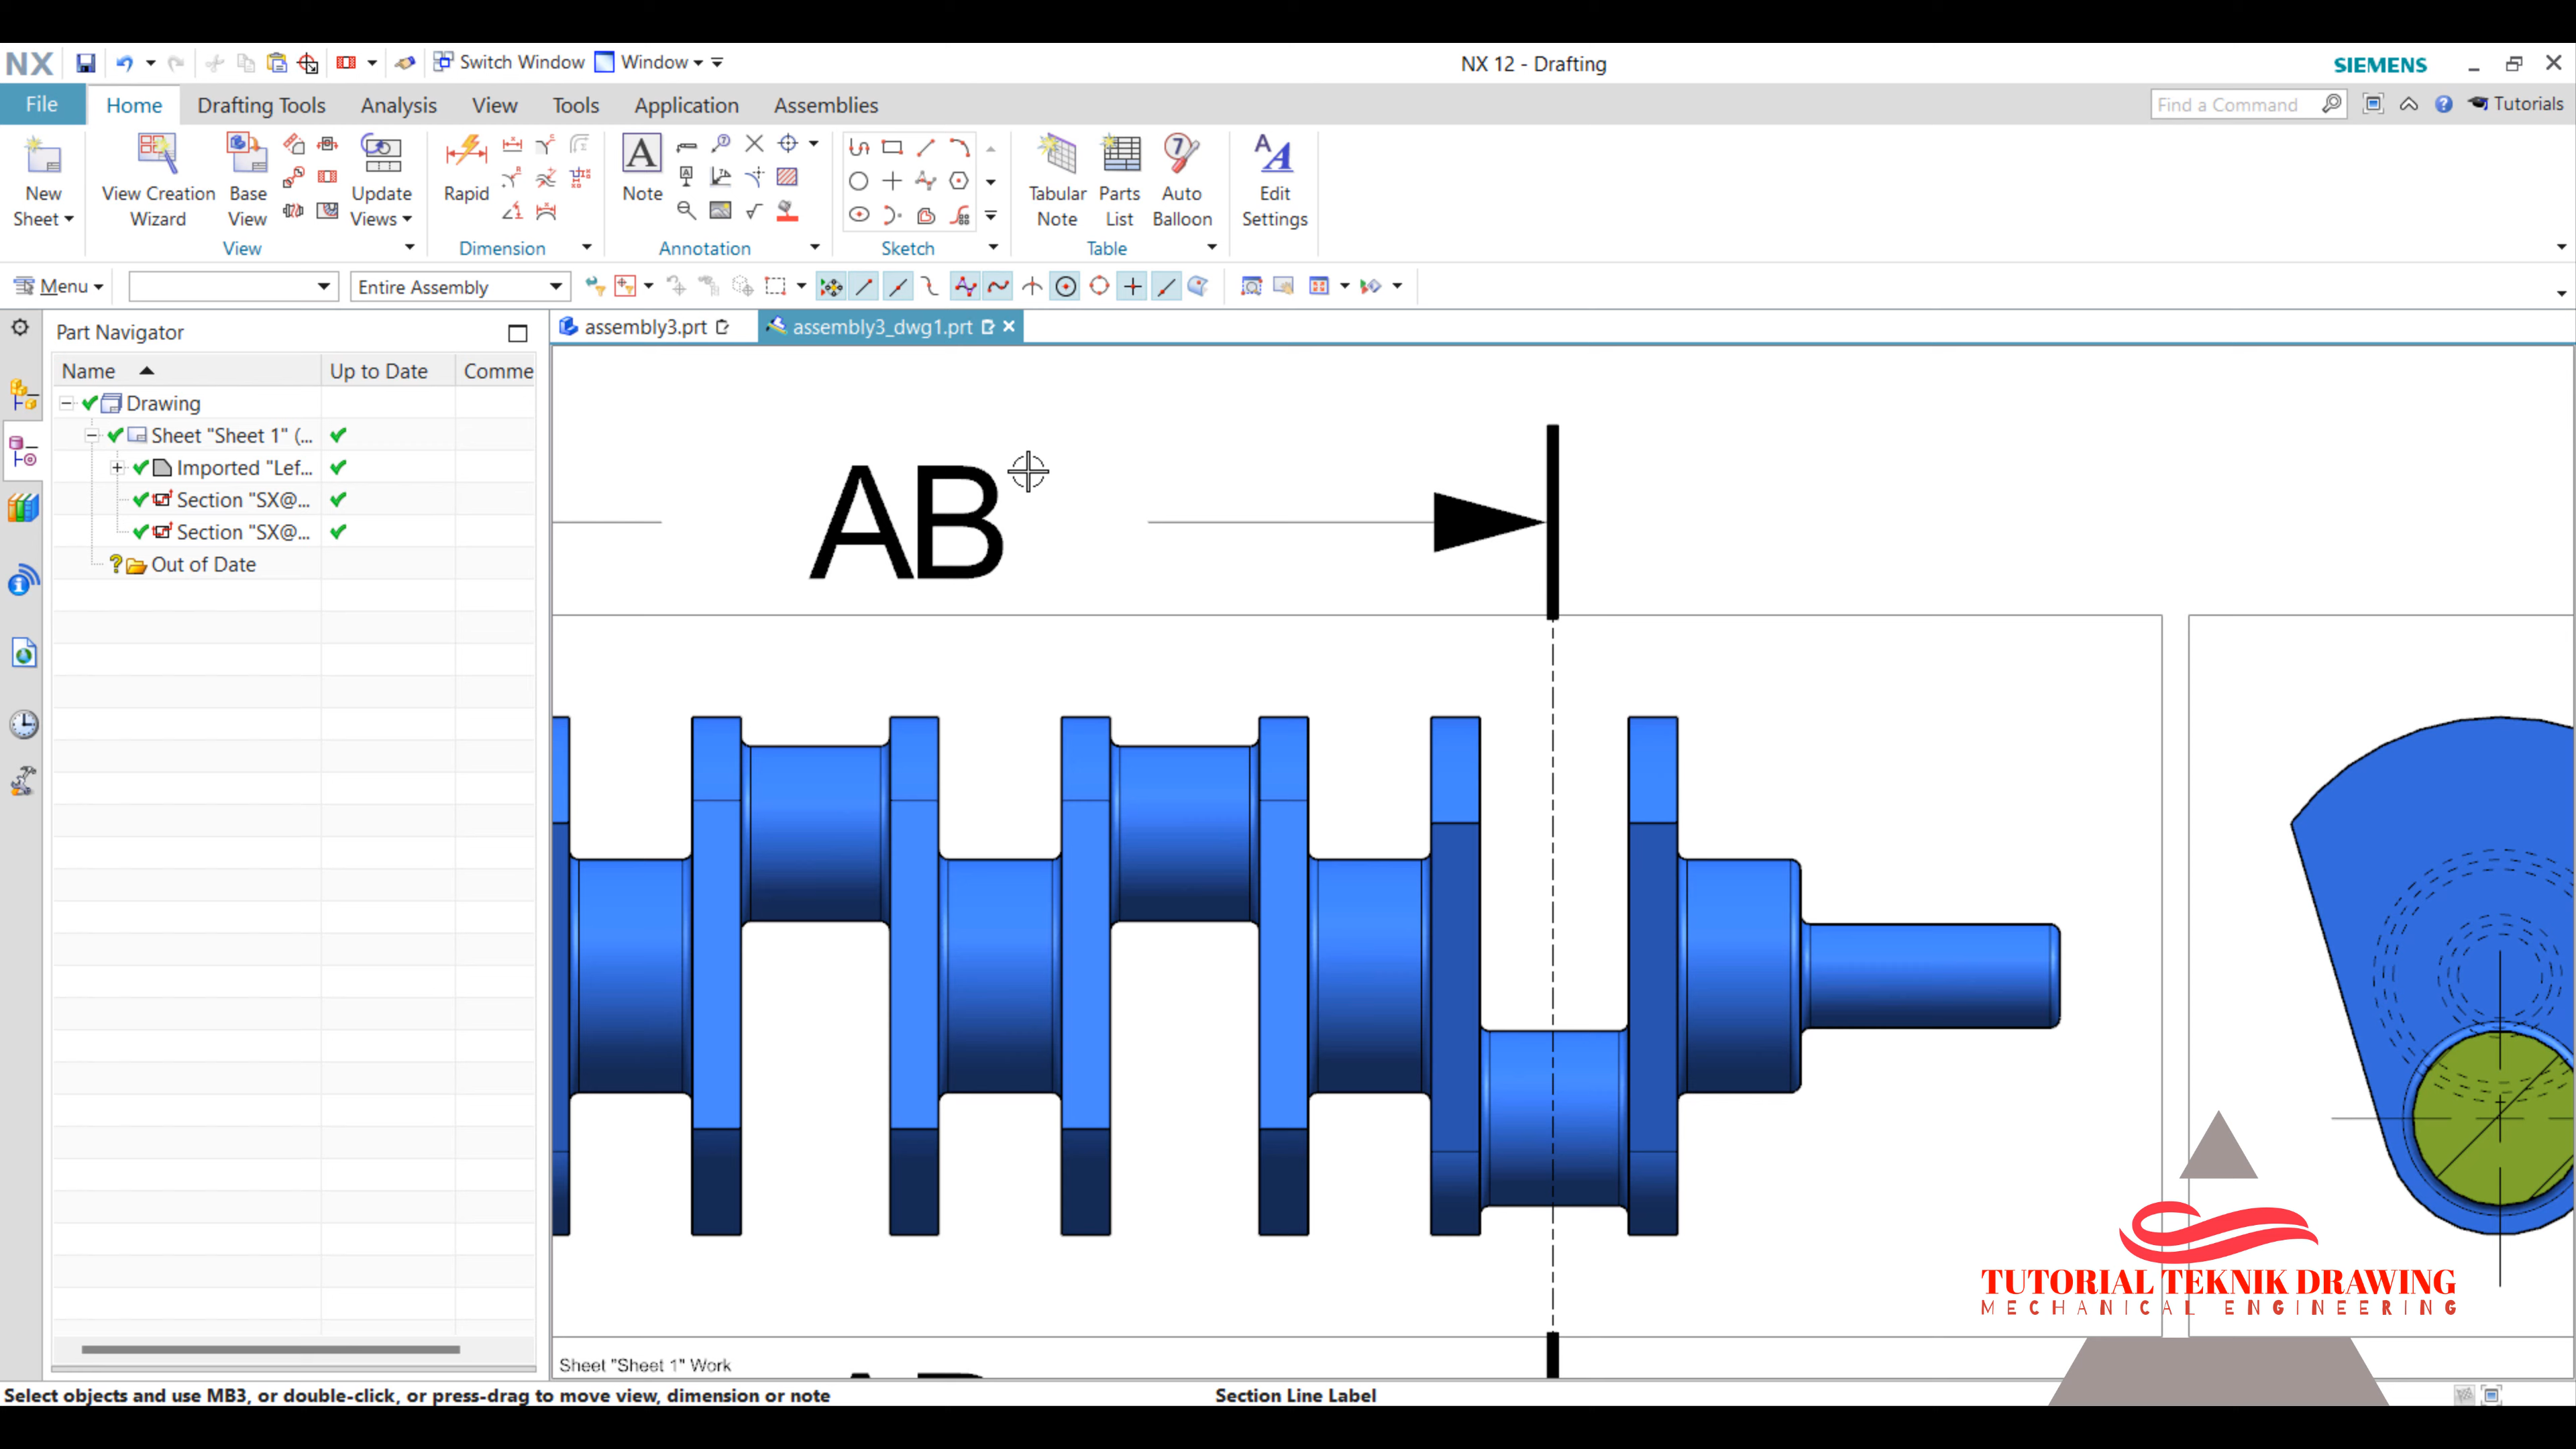 NX
Switch Window
Window
NX 12 - Drafting
SIEMENS
File
Home
Drafting Tools
Analysis
View
Tools
Application
Assemblies
Find a Command
Tutorials
New
Sheet
View Creation
Wizard
Base
View
Update
Views
View
Rapid
Dimension
A
Note
Annotation
Sketch
Tabular
Note
Parts
List
Auto
Balloon
Table
Edit
Settings
Menu
Entire Assembly
Part Navigator
assembly3.prt
assembly3_dwg1.prt
Name
Up to Date
Comme
Drawing
Sheet "Sheet 1" (...
Imported "Lef...
Section "SX@...
Section "SX@...
Out of Date
AB
TUTORIAL TEKNIK DRAWING
MECHANICAL ENGINEERING
Sheet "Sheet 1" Work
Select objects and use MB3, or double-click, or press-drag to move view, dimension or note
Section Line Label